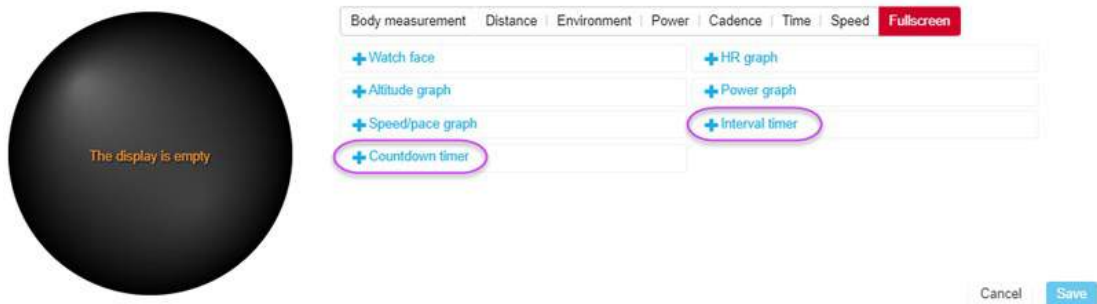 Body measurement Distance Environment Power Cadence Time Speed Fullscreen
Watch face
HR graph
Altitude graph
Power graph
Speed/pace graph
Interval timer
The display is empty
Countdown timer
Cancel Save